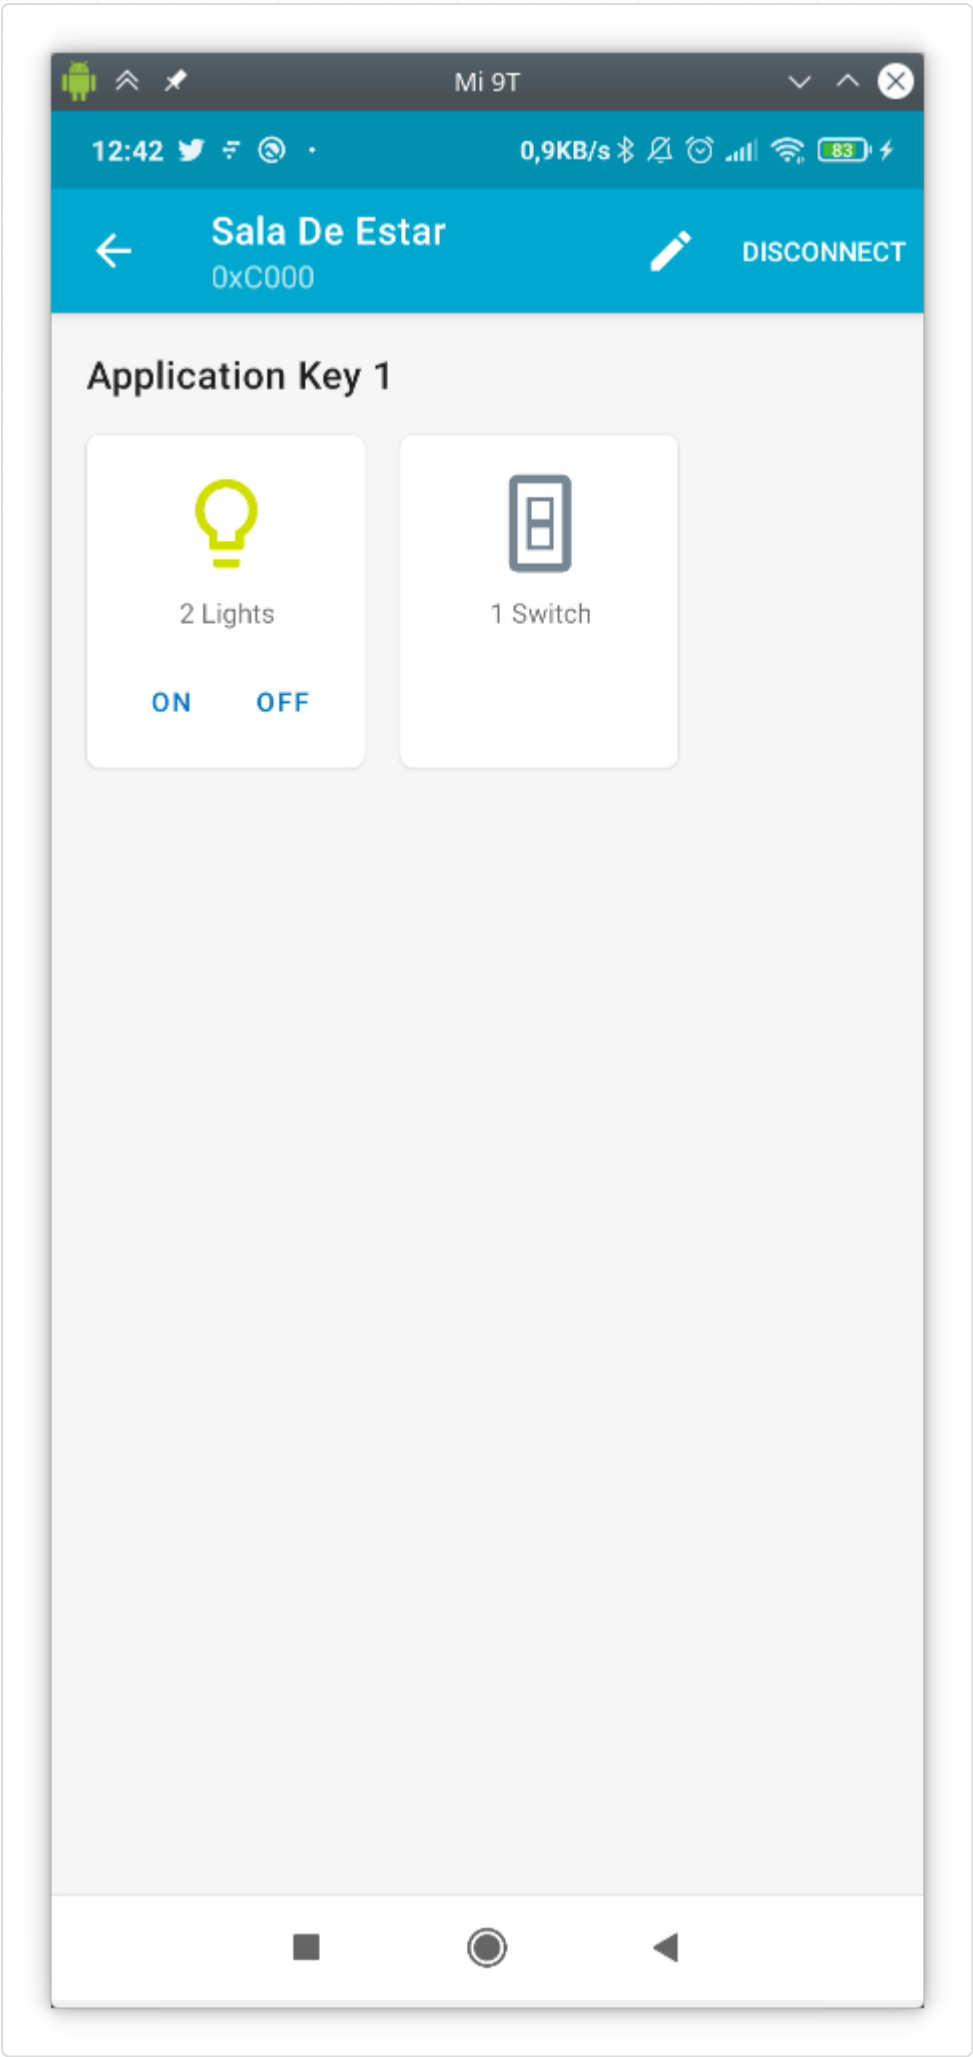 Mi 9T
12:42 0,9KB/s 83
Sala De Estar
0xC000
DISCONNECT
Application Key 1
2 Lights
1 Switch
ON OFF